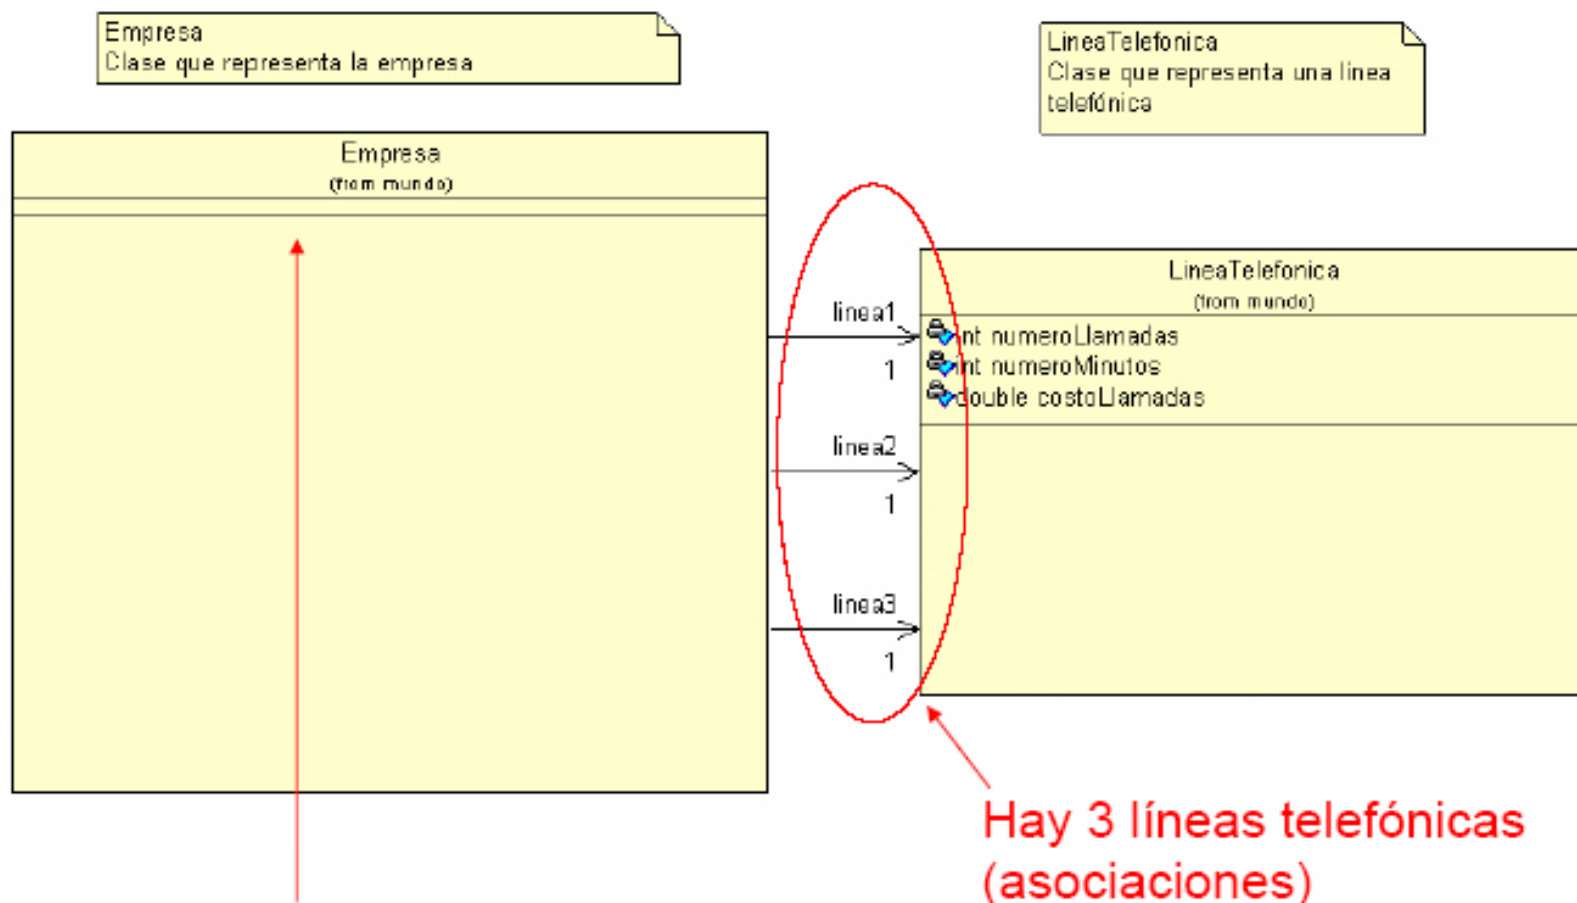 Empresa
Clase que representa la empresa
LineaTelefonica
Clase que representa una linea
telefónica
Empresa
(from mundo)
LineaTelefonica
(from mundo)
int numeroLlamadas
int numeroMinutos
double costoLlamadas
linea1
1
linea2
1
linea3
1
Hay 3 líneas telefónicas
(asociaciones)